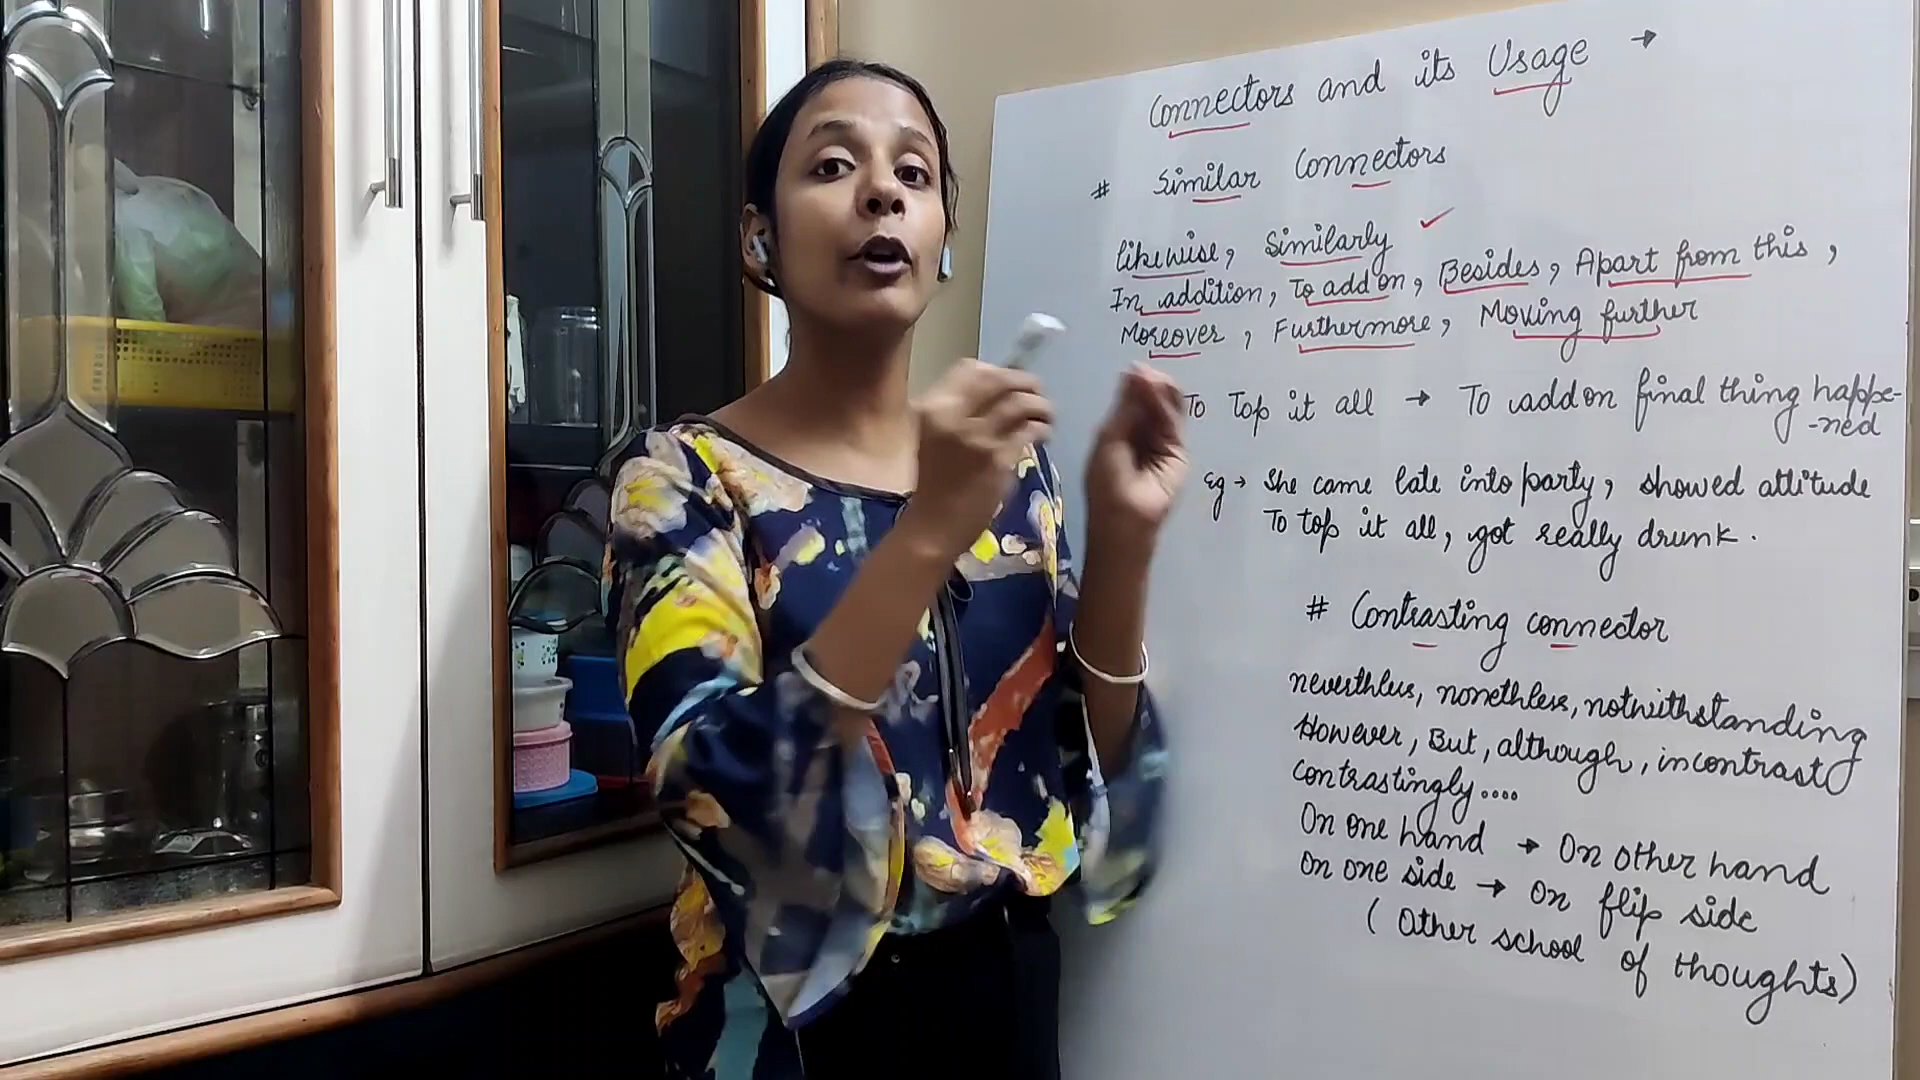 Connectors and its Usage →
# Similar Connectors
likewise, Similarly ✓
In addition, To add on, Besides, Apart from this,
Moreover, Furthermore, Moving further
To Top it all → To add on final thing happe-
-ned
Eg → She came late into party, showed attitude
To top it all, got really drunk.
# Contrasting connector
nevesthless, nonethless, notwithstanding
However, But, although, incontrast
contrastingly....
On one hand → On other hand
On one side → On flip side
(Other school of thoughts)